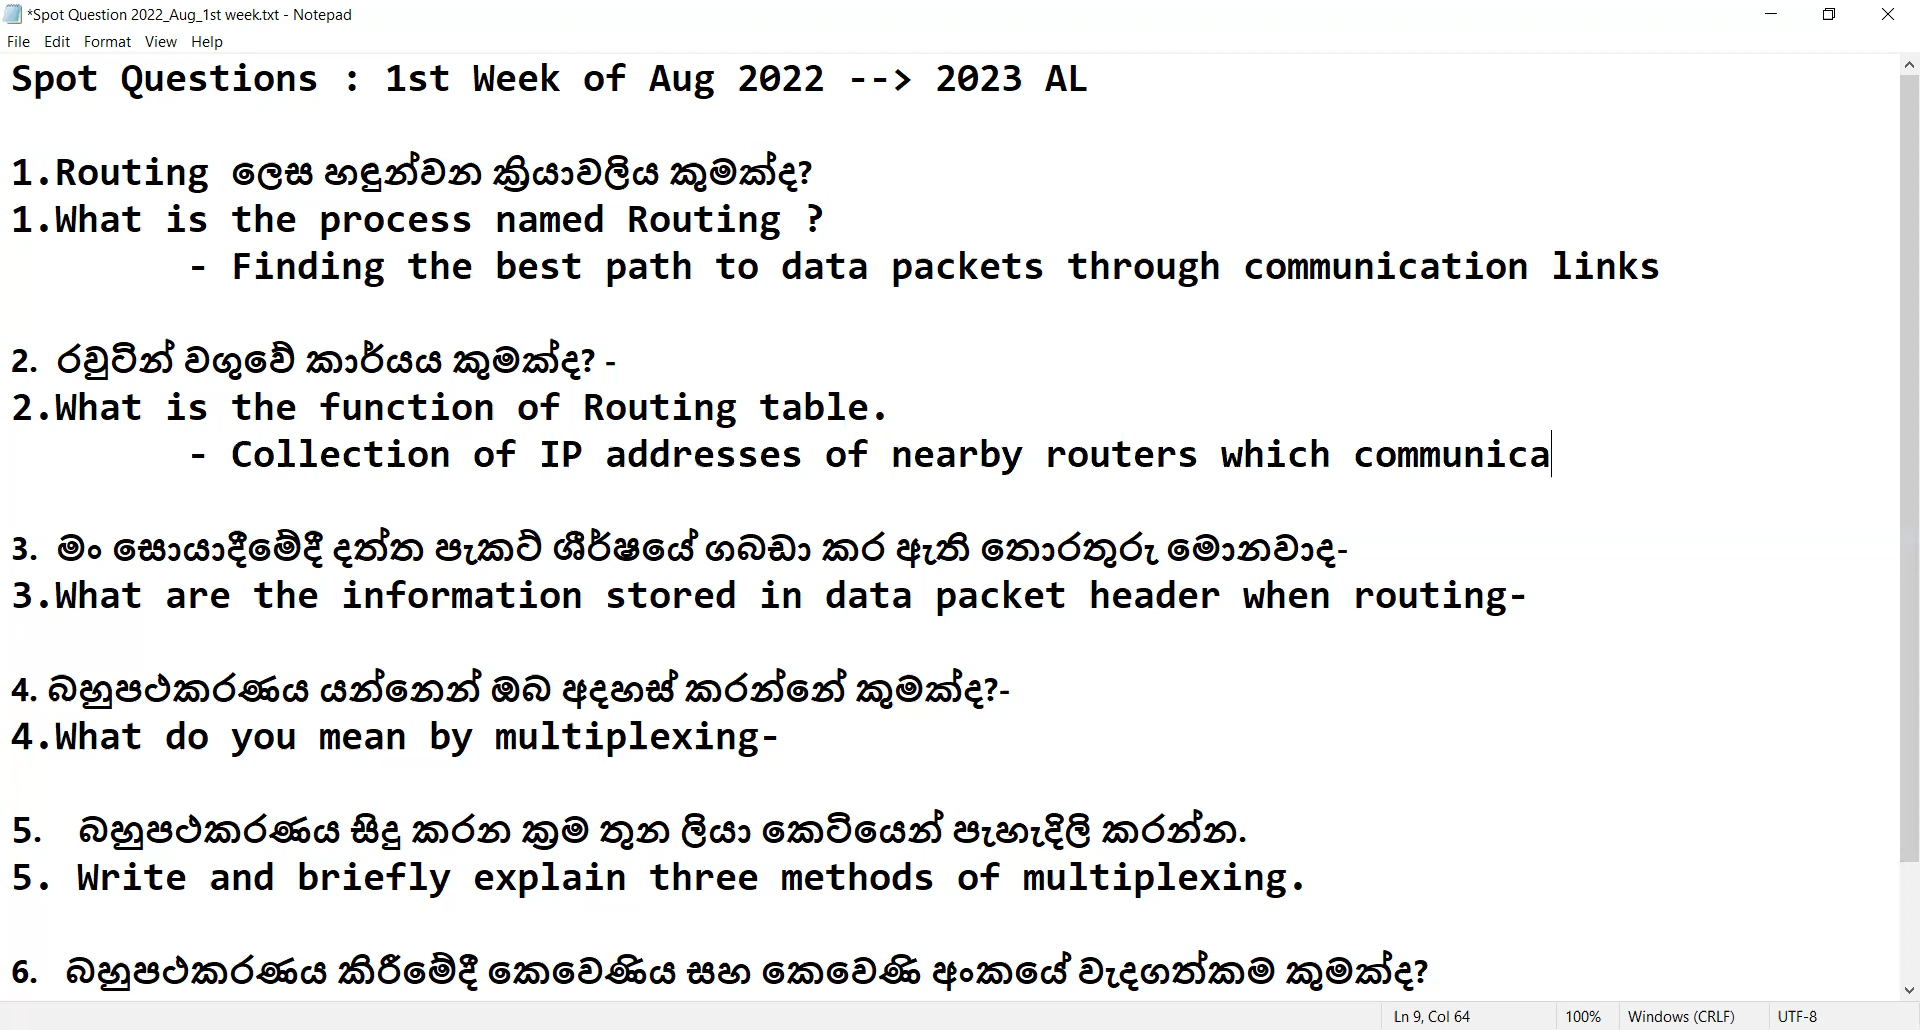 *Spot Question 2022_Aug_1st week.txt - Notepad
File Edit Format View Help
Spot Questions : 1st Week of Aug 2022 --> 2023 AL
1.Routing ලෙස හඳුන්වන ක්‍රියාවලිය කුමක්ද?
1.What is the process named Routing ?
- Finding the best path to data packets through communication links
2. රවුටින් වගුවේ කාර්යය කුමක්ද? -
2.What is the function of Routing table.
- Collection of IP addresses of nearby routers which communica
3. මං සොයාදීමේදී දත්ත පැකට් ශීර්ෂයේ ගබඩා කර ඇති තොරතුරු මොනවාද-
3.What are the information stored in data packet header when routing-
4. බහුපථකරණය යන්නෙන් ඔබ අදහස් කරන්නේ කුමක්ද?-
4.What do you mean by multiplexing-
5. බහුපථකරණය සිදු කරන ක්‍රම තුන ලියා කෙටියෙන් පැහැදිලි කරන්න.
5. Write and briefly explain three methods of multiplexing.
6. බහුපථකරණය කිරීමේදී කෙවෙණිය සහ කෙවෙණි අංකයේ වැදගත්කම කුමක්ද?
Ln 9, Col 64 100% Windows (CRLF) UTF-8